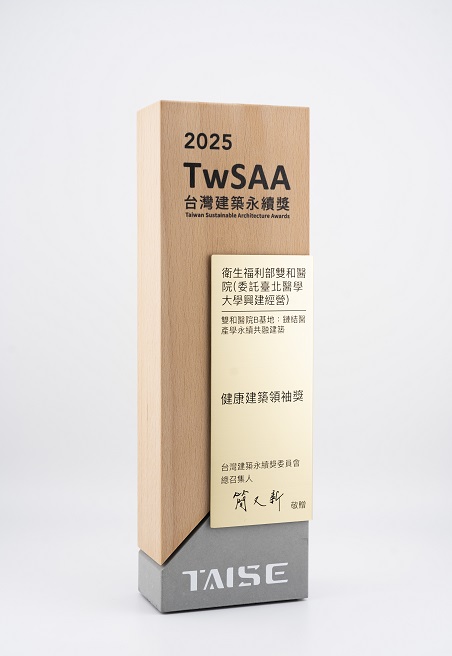 2025
TwSAA
台灣建築永續獎
Taiwan Sustainable Architecture Awards
衛生福利部雙和醫
院(委託臺北醫學
大學興建經營)
雙和醫院B基地：鏈結醫
產學永續共融建築
健康建築領袖獎
台灣建築永續獎委員會
總召集人
簡又新 敬贈
TAISE